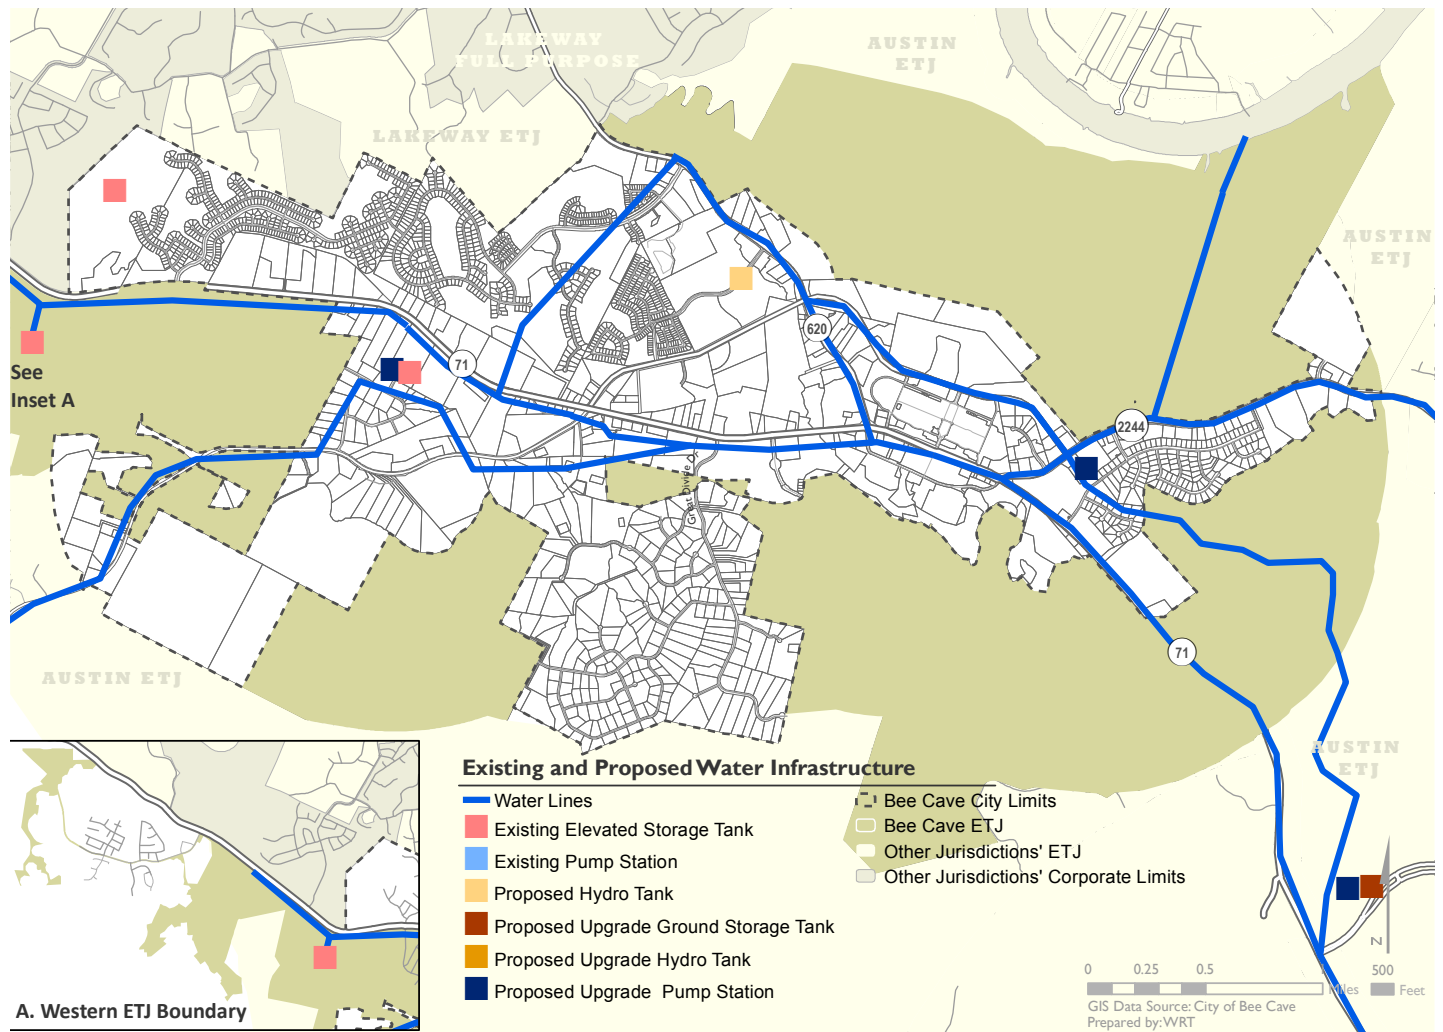 LAKEWAY
FULL PURPOSE
AUSTIN
ETJ
LAKEWAY ETJ
AUSTIN
ETJ
620
See
Inset A
71
2244
Great Divide Dr
71
AUSTIN ETJ
AUSTIN
ETJ
Existing and Proposed Water Infrastructure
Water Lines
Existing Elevated Storage Tank
Existing Pump Station
Proposed Hydro Tank
Proposed Upgrade Ground Storage Tank
Proposed Upgrade Hydro Tank
Proposed Upgrade Pump Station
Bee Cave City Limits
Bee Cave ETJ
Other Jurisdictions' ETJ
Other Jurisdictions' Corporate Limits
N
0 0.25 0.5 1 500
Miles Feet
GIS Data Source: City of Bee Cave
Prepared by: WRT
A. Western ETJ Boundary